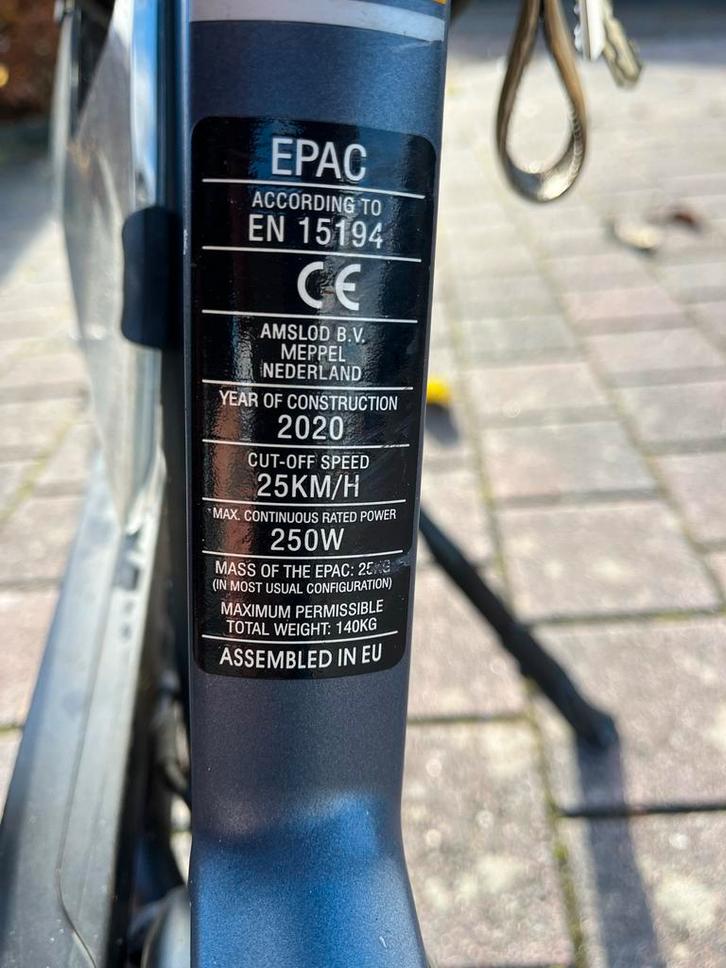 EPAC
ACCORDING TO
EN 15194
CE
AMSLOD B.V.
MEPPEL
NEDERLAND
YEAR OF CONSTRUCTION
2020
CUT-OFF SPEED
25KM/H
MAX. CONTINUOUS RATED POWER
250W
MASS OF THE EPAC:
(IN MOST USUAL CONFIGURATION)
MAXIMUM PERMISSIBLE
TOTAL WEIGHT: 140KG
ASSEMBLED IN EU